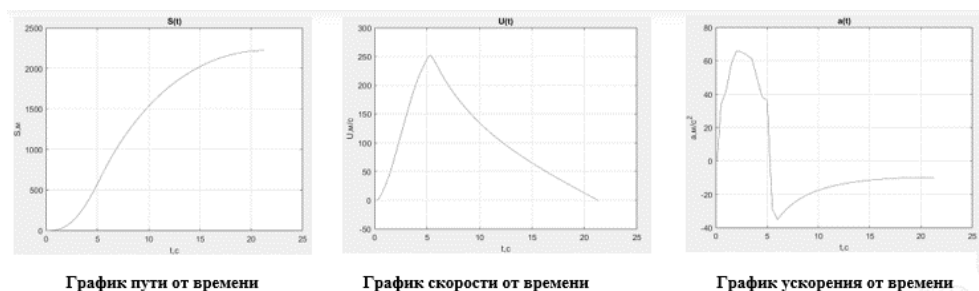 S(t)
2500
2000
1500
1000
500
0
S,м
0 5 10 15 20 25
t,c
График пути от времени
U(t)
300
250
200
150
100
50
0
-50
U,м/с
0 5 10 15 20 25
t,c
График скорости от времени
a(t)
80
60
40
20
0
-20
-40
a,м/с²
0 5 10 15 20 25
t,c
График ускорения от времени